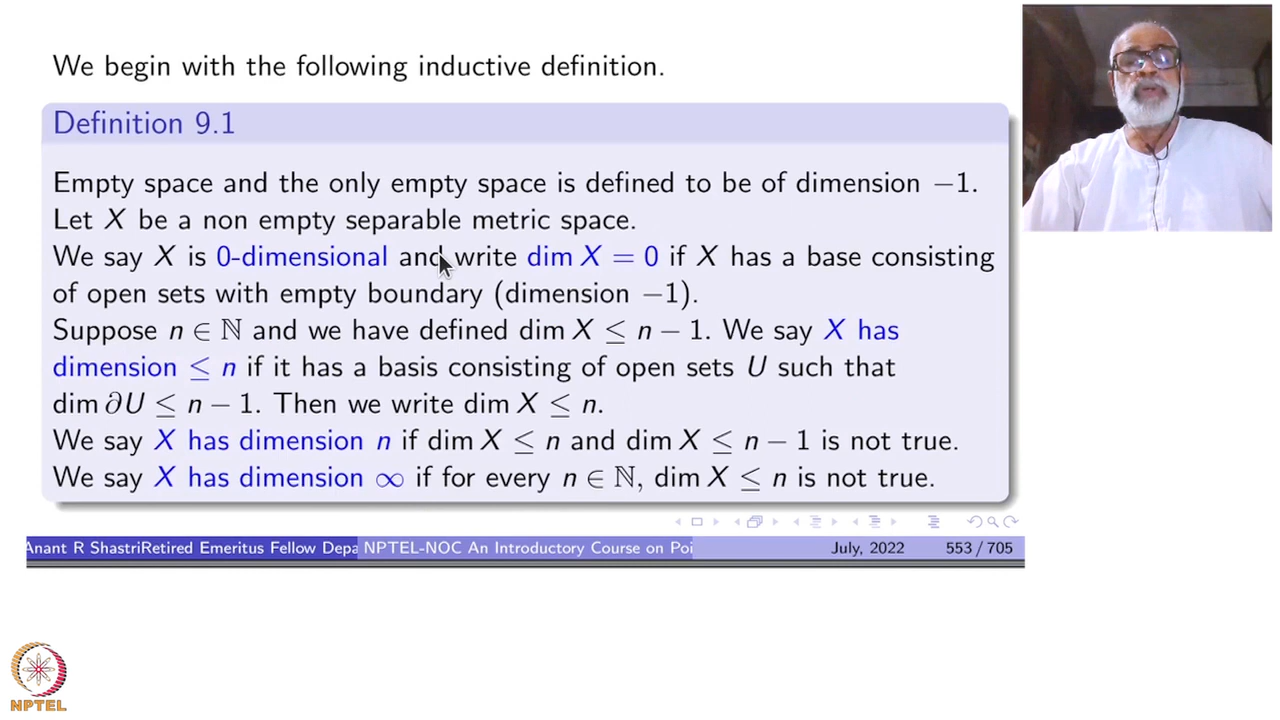 We begin with the following inductive definition.
Definition 9.1
Empty space and the only empty space is defined to be of dimension −1.
Let X be a non empty separable metric space.
We say X is 0-dimensional and write dim X = 0 if X has a base consisting
of open sets with empty boundary (dimension −1).
Suppose n ∈ ℕ and we have defined dim X ≤ n − 1. We say X has
dimension ≤ n if it has a basis consisting of open sets U such that
dim ∂U ≤ n − 1. Then we write dim X ≤ n.
We say X has dimension n if dim X ≤ n and dim X ≤ n − 1 is not true.
We say X has dimension ∞ if for every n ∈ ℕ, dim X ≤ n is not true.
Anant R ShastriRetired Emeritus Fellow Depa NPTEL-NOC An Introductory Course on Poi July, 2022 553 / 705
NPTEL